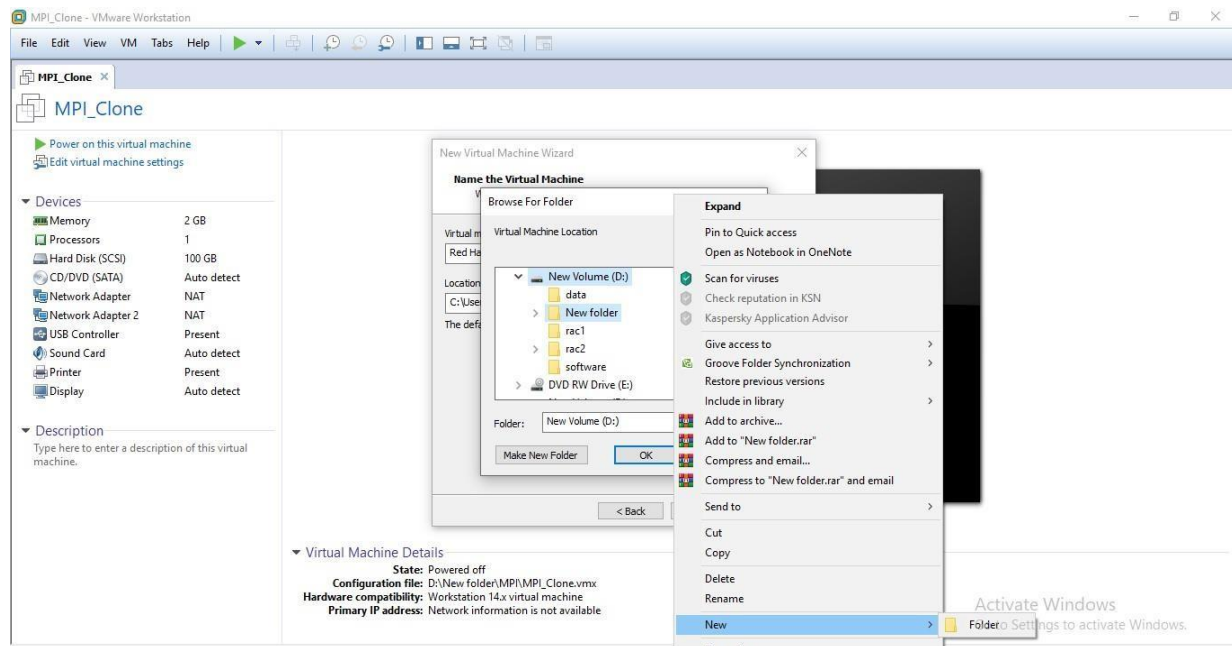 MPI_Clone - VMware Workstation
File Edit View VM Tabs Help
MPI_Clone
MPI_Clone
Power on this virtual machine
Edit virtual machine settings
Devices
Memory 2 GB
Processors 1
Hard Disk (SCSI) 100 GB
CD/DVD (SATA) Auto detect
Network Adapter NAT
Network Adapter 2 NAT
USB Controller Present
Sound Card Auto detect
Printer Present
Display Auto detect
Description
Type here to enter a description of this virtual
machine.
New Virtual Machine Wizard
Name the Virtual Machine
Virtual m
Red Ha
Location
C:\Use
The defa
Browse For Folder
Virtual Machine Location
New Volume (D:)
data
New folder
rac1
rac2
software
DVD RW Drive (E:)
Folder: New Volume (D:)
Make New Folder OK
< Back
Expand
Pin to Quick access
Open as Notebook in OneNote
Scan for viruses
Check reputation in KSN
Kaspersky Application Advisor
Give access to
Groove Folder Synchronization
Restore previous versions
Include in library
Add to archive...
Add to "New folder.rar"
Compress and email...
Compress to "New folder.rar" and email
Send to
Cut
Copy
Delete
Rename
New
Folder
Virtual Machine Details
State: Powered off
Configuration file: D:\New folder\MPI\MPI_Clone.vmx
Hardware compatibility: Workstation 14.x virtual machine
Primary IP address: Network information is not available
Activate Windows
to Settings to activate Windows.